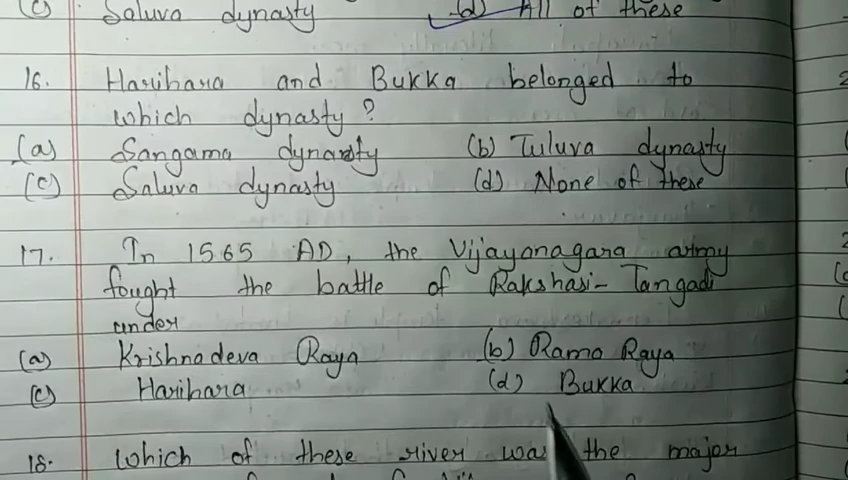 (c) Saluva dynasty (d) All of these
16. Harihara and Bukka belonged to
which dynasty?
(a) Sangama dynasty (b) Tuluva dynasty
(c) Saluva dynasty (d) None of these
17. In 1565 AD, the Vijayanagara army
fought the battle of Rakshasi-Tangadi
under
(a) Krishnadeva Raya (b) Rama Raya
(c) Harihara (d) Bukka
18. Which of these river was the major